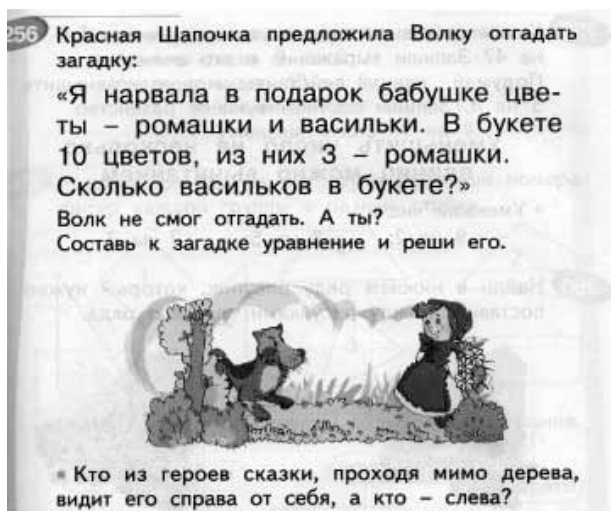 256 Красная Шапочка предложила Волку отгадать
загадку:
«Я нарвала в подарок бабушке цве-
ты – ромашки и васильки. В букете
10 цветов, из них 3 – ромашки.
Сколько васильков в букете?»
Волк не смог отгадать. А ты?
Составь к загадке уравнение и реши его.
• Кто из героев сказки, проходя мимо дерева,
видит его справа от себя, а кто – слева?